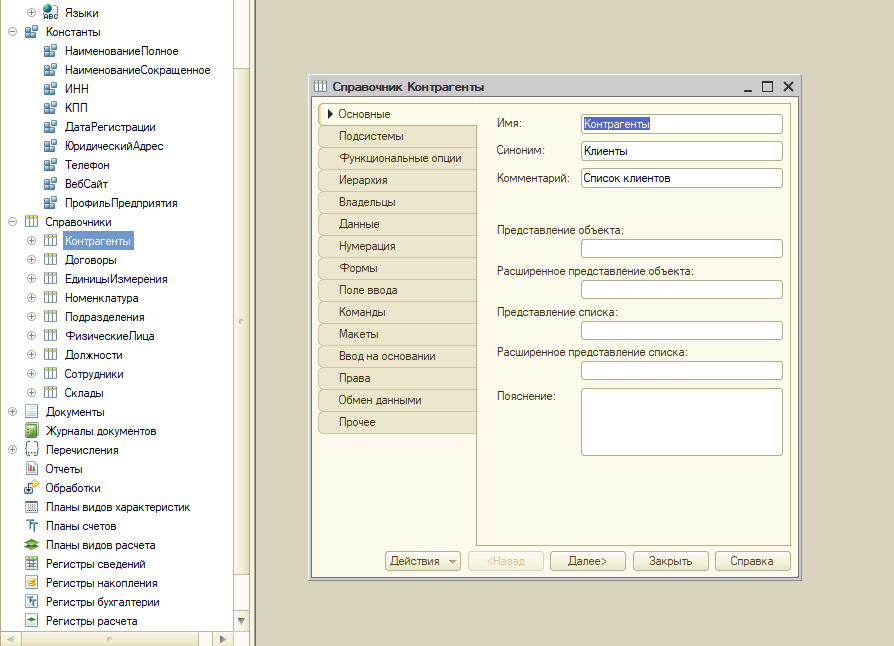 Языки
Константы
НаименованиеПолное
НаименованиеСокращенное
ИНН
КПП
ДатаРегистрации
ЮридическийАдрес
Телефон
ВебСайт
ПрофильПредприятия
Справочники
Контрагенты
Договоры
ЕдиницыИзмерения
Номенклатура
Подразделения
ФизическиеЛица
Должности
Сотрудники
Склады
Документы
Журналы документов
Перечисления
Отчеты
Обработки
Планы видов характеристик
Планы счетов
Планы видов расчета
Регистры сведений
Регистры накопления
Регистры бухгалтерии
Регистры расчета
Справочник Контрагенты
Основные
Подсистемы
Функциональные опции
Иерархия
Владельцы
Данные
Нумерация
Формы
Поле ввода
Команды
Макеты
Ввод на основании
Права
Обмен данными
Прочее
Имя: Контрагенты
Синоним: Клиенты
Комментарий: Список клиентов
Представление объекта:
Расширенное представление объекта:
Представление списка:
Расширенное представление списка:
Пояснение:
Действия <Назад Далее> Закрыть Справка